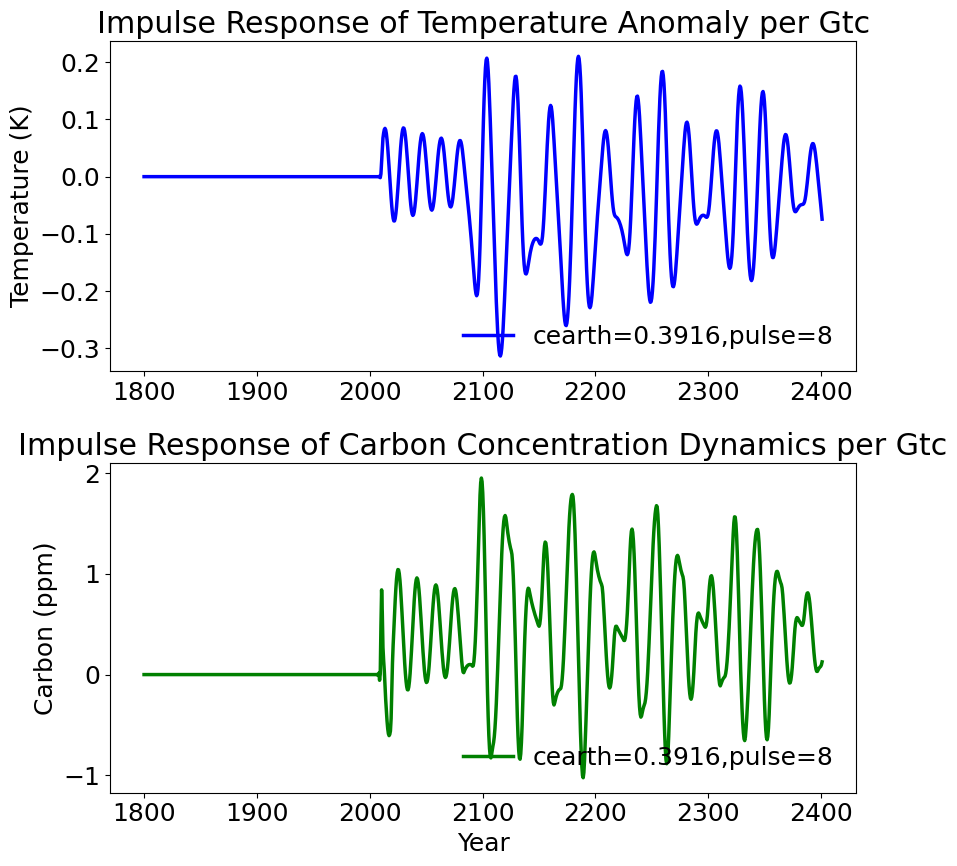 Impulse Response of Temperature Anomaly per Gtc
Temperature (K)
0.2
0.1
0.0
−0.1
−0.2
−0.3
cearth=0.3916,pulse=8
1800 1900 2000 2100 2200 2300 2400
Impulse Response of Carbon Concentration Dynamics per Gtc
Carbon (ppm)
2
1
0
−1
cearth=0.3916,pulse=8
1800 1900 2000 2100 2200 2300 2400
Year